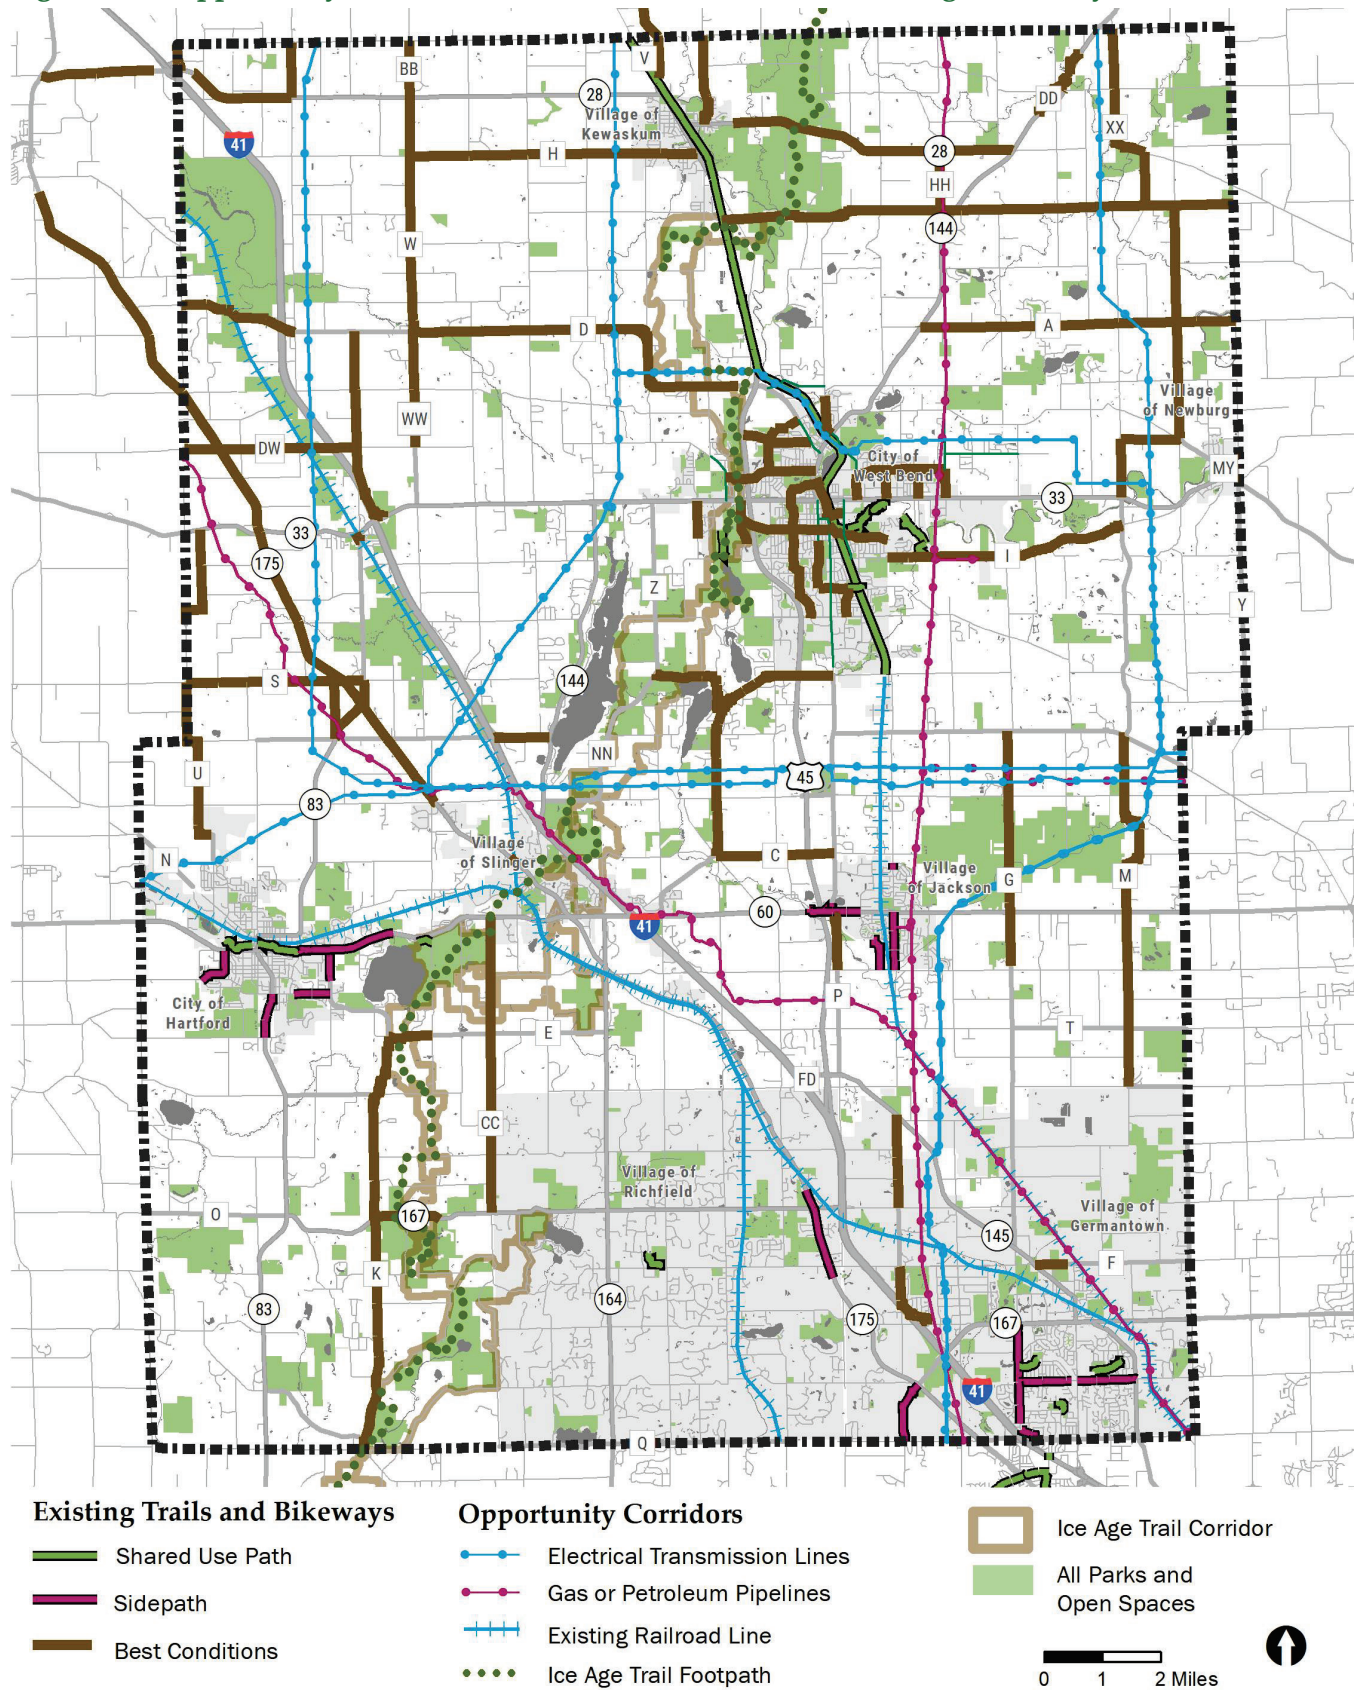 BB
V
28
DD
41
Village of
Kewaskum
XX
H
28
HH
W
144
D
A
Village
of Newburg
WW
DW
City of
West Bend
MY
33
33
175
I
Z
Y
S
144
NN
U
45
83
Village
of Slinger
N
C
Village
of Jackson
G
M
60
41
City of
Hartford
P
E
T
FD
CC
Village of
Richfield
O
167
Village of
Germantown
145
F
K
83
164
175
167
41
Q
Existing Trails and Bikeways
Shared Use Path
Sidepath
Best Conditions
Opportunity Corridors
Electrical Transmission Lines
Gas or Petroleum Pipelines
Existing Railroad Line
Ice Age Trail Footpath
Ice Age Trail Corridor
All Parks and
Open Spaces
0 1 2 Miles